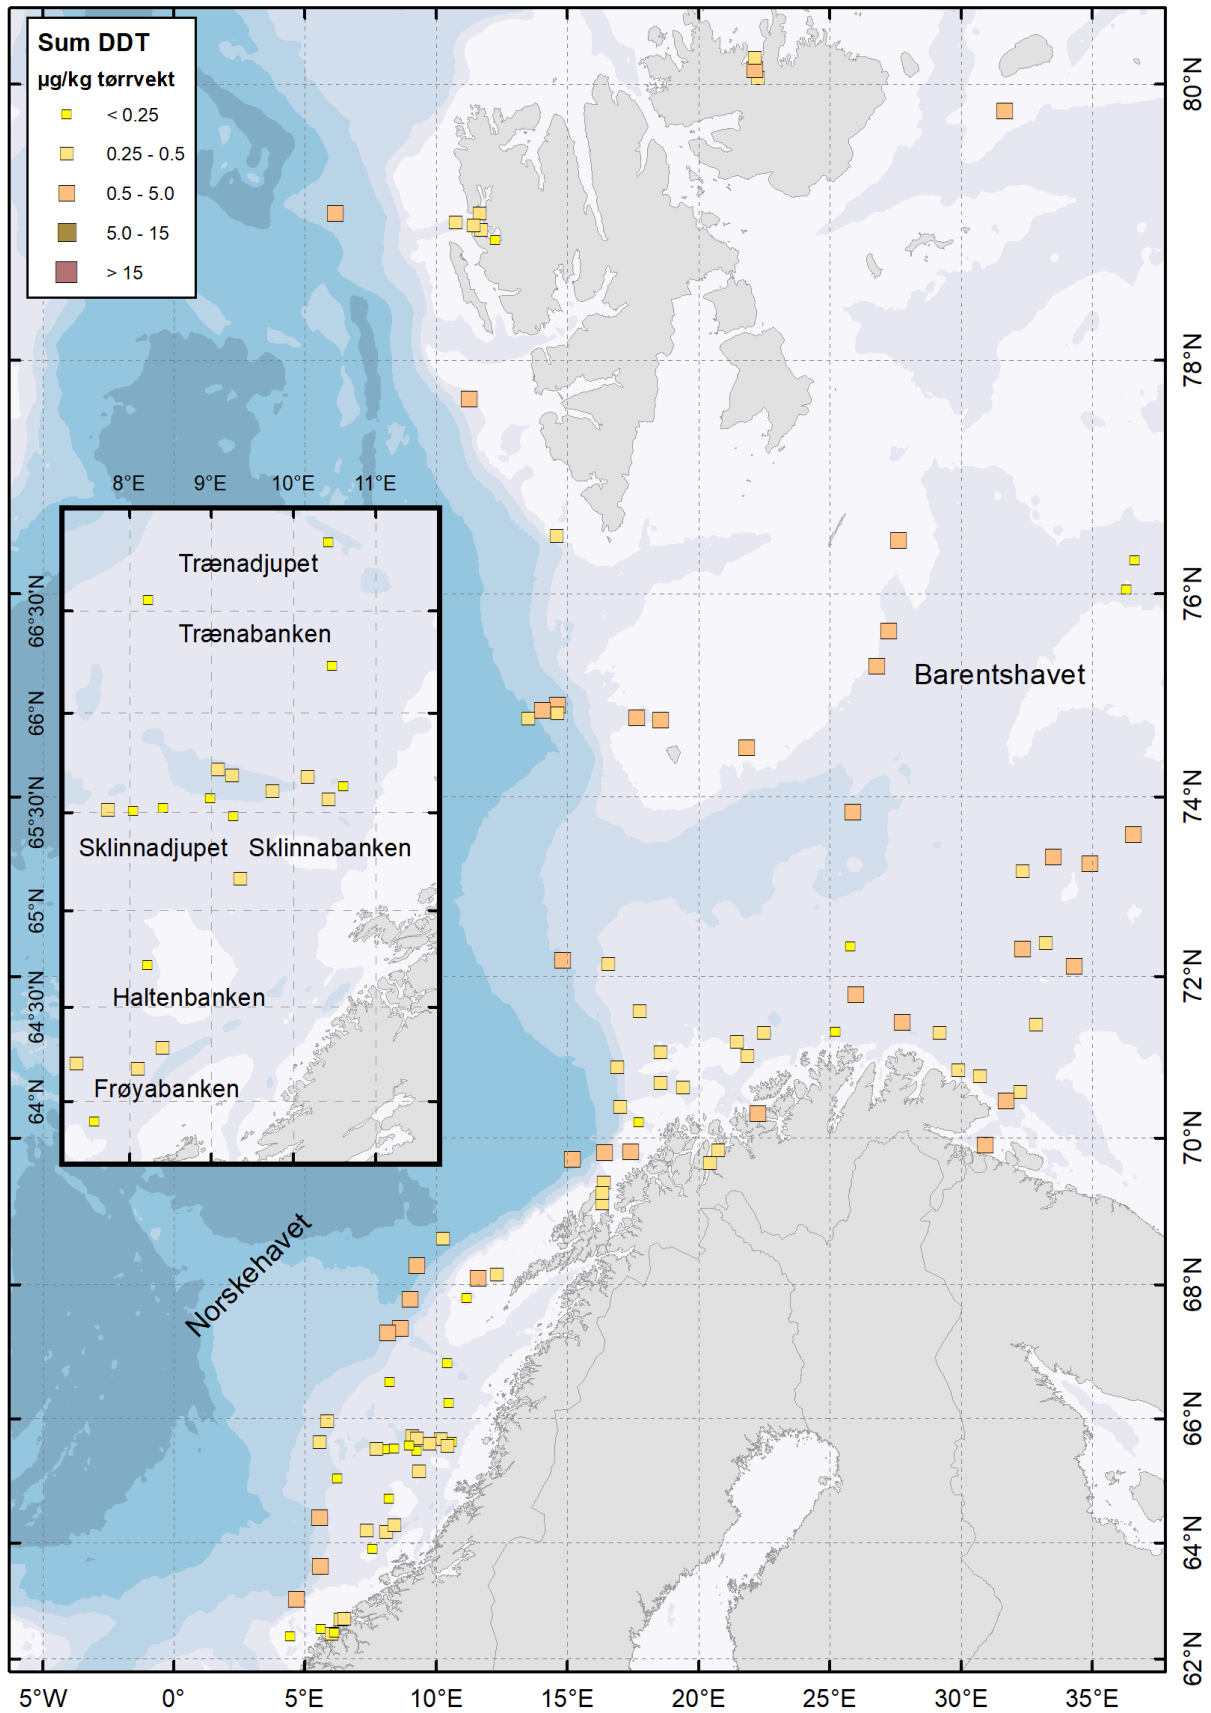 Sum DDT
µg/kg tørrvekt
< 0.25
0.25 - 0.5
0.5 - 5.0
5.0 - 15
> 15
80°N
78°N
76°N
74°N
72°N
70°N
68°N
66°N
64°N
62°N
8°E 9°E 10°E 11°E
66°30'N
66°N
65°30'N
65°N
64°30'N
64°N
Trænadjupet
Trænabanken
Sklinnadjupet Sklinnabanken
Haltenbanken
Frøyabanken
Barentshavet
Norskehavet
5°W 0° 5°E 10°E 15°E 20°E 25°E 30°E 35°E